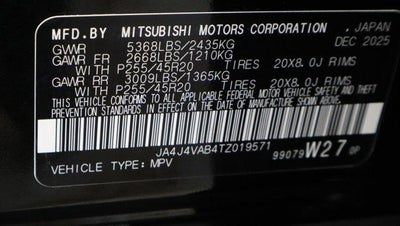 MFD.BY MITSUBISHI MOTORS CORPORATION, JAPAN
GVWR 5368LBS/2435KG DEC 2025
GAWR FR 2668LBS/1210KG
WITH P255/45R20 TIRES 20X8.0J RIMS
GAWR RR 3009LBS/1365KG
WITH P255/45R20 TIRES 20X8.0J RIMS
THIS VEHICLE CONFORMS TO ALL APPLICABLE FEDERAL
MOTOR VEHICLE SAFETY, BUMPER, AND THEFT
PREVENTION STANDARDS IN EFFECT ON THE DATE OF
MANUFACTURE SHOWN ABOVE.
JA4J4VAB4TZ019571
VEHICLE TYPE: MPV 99079 W27 0P